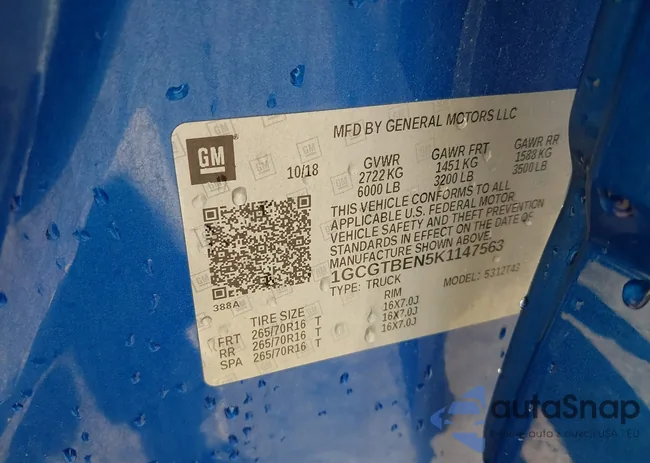 MFD BY GENERAL MOTORS LLC
GM
10/18
GVWR GAWR FRT GAWR RR
2722 KG 1451 KG 1588 KG
6000 LB 3200 LB 3500 LB
THIS VEHICLE CONFORMS TO ALL
APPLICABLE U.S. FEDERAL MOTOR
VEHICLE SAFETY AND THEFT PREVENTION
STANDARDS IN EFFECT ON THE DATE OF
MANUFACTURE SHOWN ABOVE.
1GCGTBEN5K1147563
TYPE: TRUCK MODEL: 5312T43
388A
TIRE SIZE RIM
FRT 265/70R16 T 16X7.0J
RR 265/70R16 T 16X7.0J
SPA 265/70R16 T 16X7.0J
autaSnap